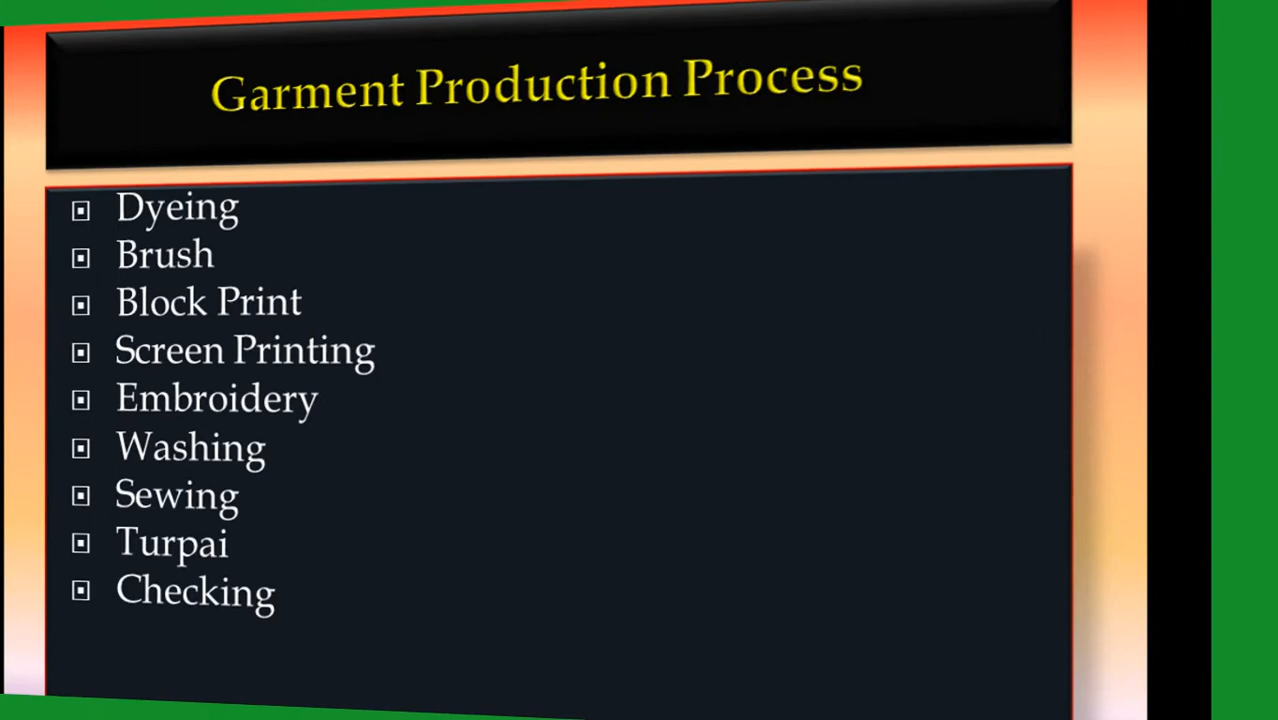 Garment Production Process
Dyeing
Brush
Block Print
Screen Printing
Embroidery
Washing
Sewing
Turpai
Checking